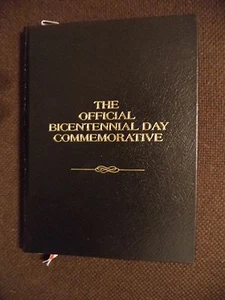 THE
OFFICIAL
BICENTENNIAL DAY
COMMEMORATIVE